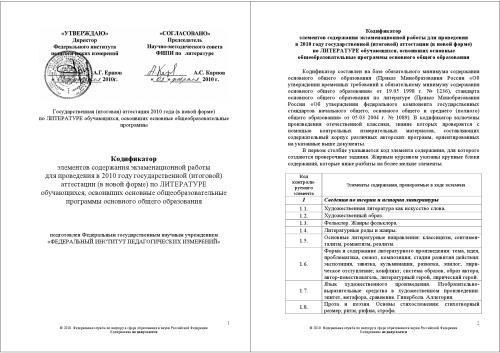 «УТВЕРЖДАЮ»
Директор
Федерального института
педагогических измерений
А.Г. Ершов
2010г.
«СОГЛАСОВАНО»
Председатель
Научно-методического совета
ФИПИ по литературе
А.С. Карпов
2010г.
Государственная (итоговая) аттестация 2010 года (в новой форме)
по ЛИТЕРАТУРЕ обучающихся, освоивших основные общеобразовательные
программы
Кодификатор
элементов содержания экзаменационной работы
для проведения в 2010 году государственной (итоговой)
аттестации (в новой форме) по ЛИТЕРАТУРЕ
обучающихся, освоивших основные общеобразовательные
программы основного общего образования
подготовлен Федеральным государственным научным учреждением
«ФЕДЕРАЛЬНЫЙ ИНСТИТУТ ПЕДАГОГИЧЕСКИХ ИЗМЕРЕНИЙ»
1
© 2010 Федеральная служба по надзору в сфере образования и науки Российской Федерации
Копирование не допускается
Кодификатор
элементов содержания экзаменационной работы для проведения
в 2010 году государственной (итоговой) аттестации (в новой форме)
по ЛИТЕРАТУРЕ обучающихся, освоивших основные
общеобразовательные программы основного общего образования
Кодификатор составлен на базе обязательного минимума содержания
основного общего образования (Приказ Минобразования России «Об
утверждении временных требований к обязательному минимуму содержания
основного общего образования» от 19.05 1998 г. № 1236), стандарта
основного общего образования по литературе (Приказ Минобразования
России «Об утверждении федерального компонента государственных
стандартов начального общего, основного общего и среднего (полного)
общего образования» от 05.03 2004 г. № 1089). В кодификатор включены
произведения отечественной классики, знание которых проверяется с
помощью контрольных измерительных материалов, составляющих
содержательный корпус различных авторских программ, ориентированных
на указанные выше документы.
В первом столбце указывается код элемента содержания, для которого
создаются проверочные задания. Жирным курсивом указаны крупные блоки
содержания, которые ниже разбиты на более мелкие элементы.
Код
контроли-
руемого
элемента
Элементы содержания, проверяемые в ходе экзамена
1 Сведения по теории и истории литературы
1.1. Художественная литература как искусство слова.
1.2. Художественный образ.
1.3. Фольклор. Жанры фольклора.
1.4. Литературные роды и жанры.
1.5. Основные литературные направления: классицизм, сентимен-
тализм, романтизм, реализм.
1.6. Форма и содержание литературного произведения: тема, идея,
проблематика, сюжет, композиция; стадии развития действия:
экспозиция, завязка, кульминация, развязка, эпилог; лири-
ческое отступление; конфликт; система образов, образ автора,
автор-повествователь, литературный герой, лирический герой.
1.7. Язык художественного произведения. Изобразительно-
выразительные средства в художественном произведении:
эпитет, метафора, сравнение. Гипербола. Аллегория.
1.8. Проза и поэзия. Основы стихосложения: стихотворный
размер, ритм, рифма, строфа.
2
© 2010 Федеральная служба по надзору в сфере образования и науки Российской Федерации
Копирование не допускается